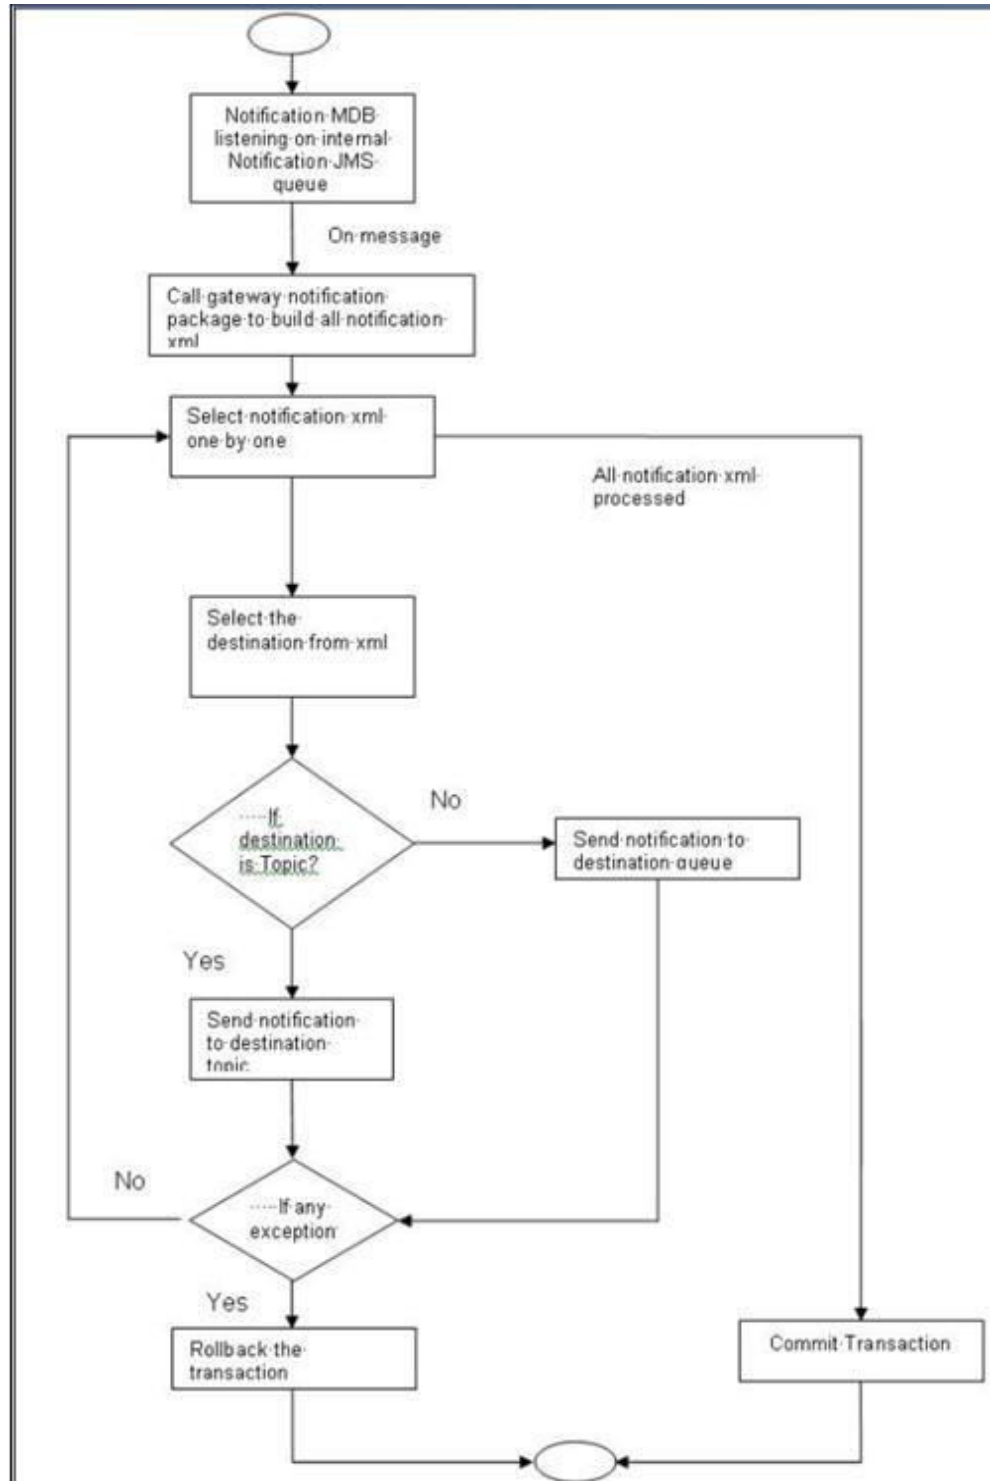 Notification MDB
listening on internal
Notification JMS
queue
On message
Call gateway notification
package to build all notification
xml
Select notification xml
one by one
All notification xml
processed
Select the
destination from xml
If
destination
is Topic?
No
Send notification to
destination queue
Yes
Send notification
to destination
topic
No
If any
exception
Yes
Rollback the
transaction
Commit Transaction